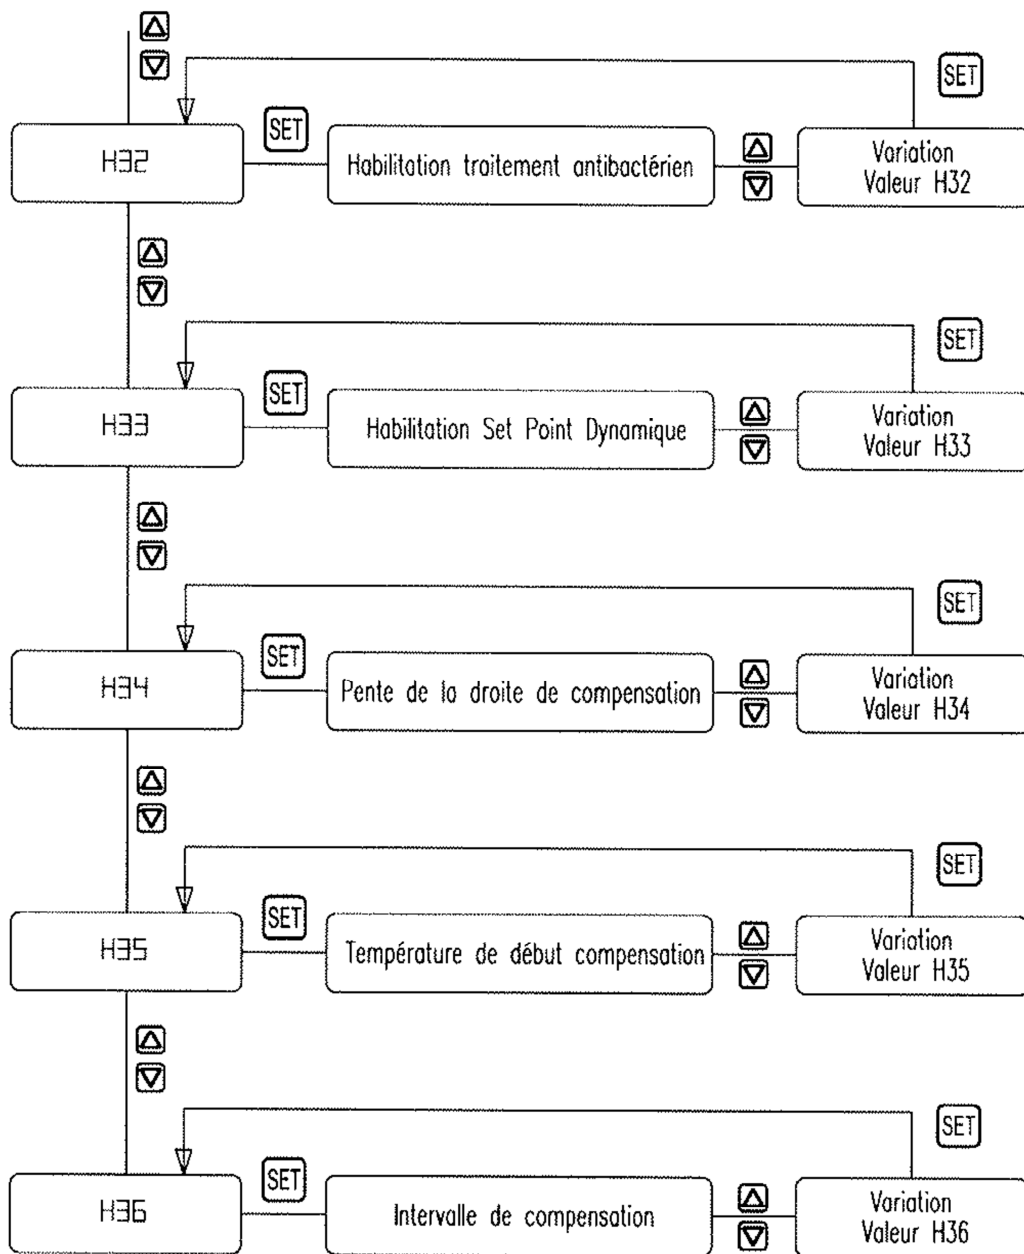 SET
H32
SET
Habilitation traitement antibactérien
Variation
Valeur H32
SET
H33
SET
Habilitation Set Point Dynamique
Variation
Valeur H33
SET
H34
SET
Pente de la droite de compensation
Variation
Valeur H34
SET
H35
SET
Température de début compensation
Variation
Valeur H35
SET
H36
SET
Intervalle de compensation
Variation
Valeur H36